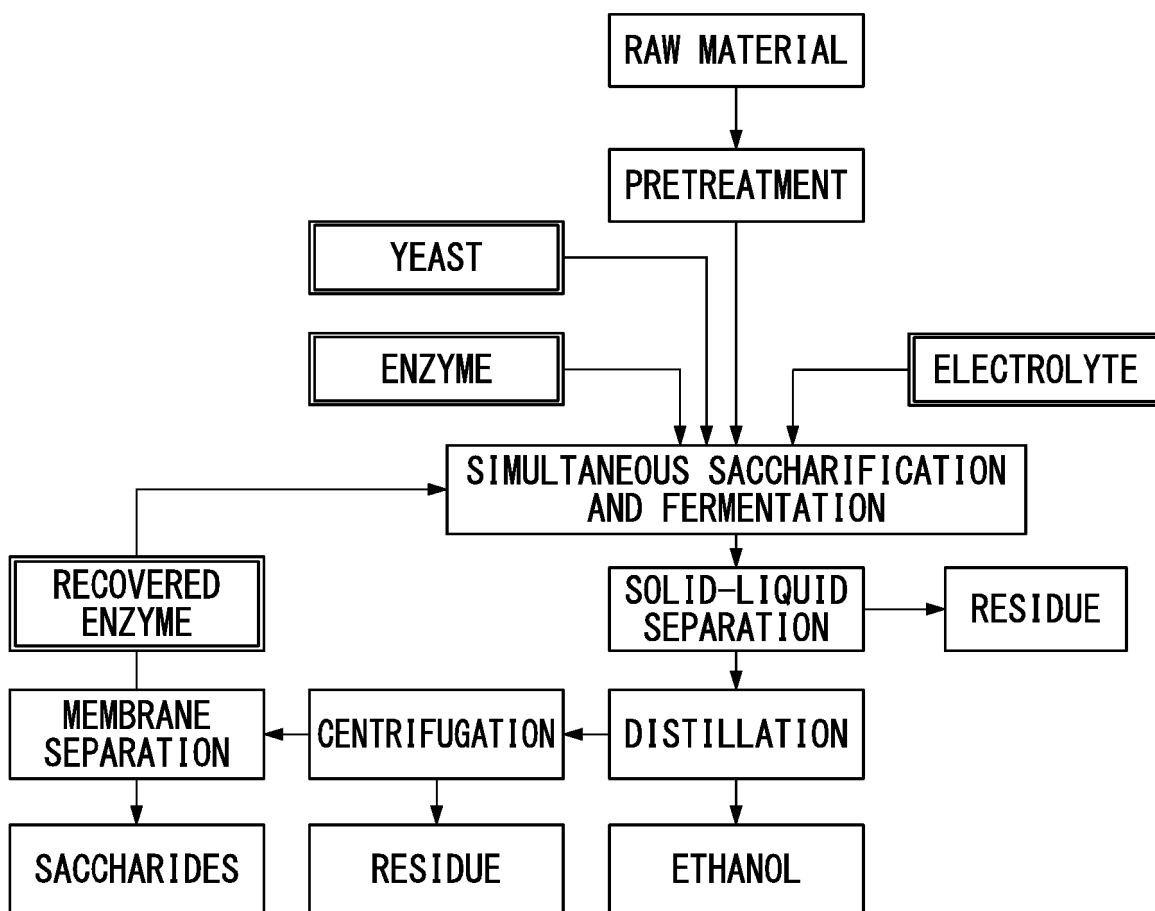 RAW MATERIAL
PRETREATMENT
YEAST
ENZYME
ELECTROLYTE
SIMULTANEOUS SACCHARIFICATION
AND FERMENTATION
RECOVERED
ENZYME
SOLID-LIQUID
SEPARATION
RESIDUE
MEMBRANE
SEPARATION
CENTRIFUGATION
DISTILLATION
SACCHARIDES
RESIDUE
ETHANOL